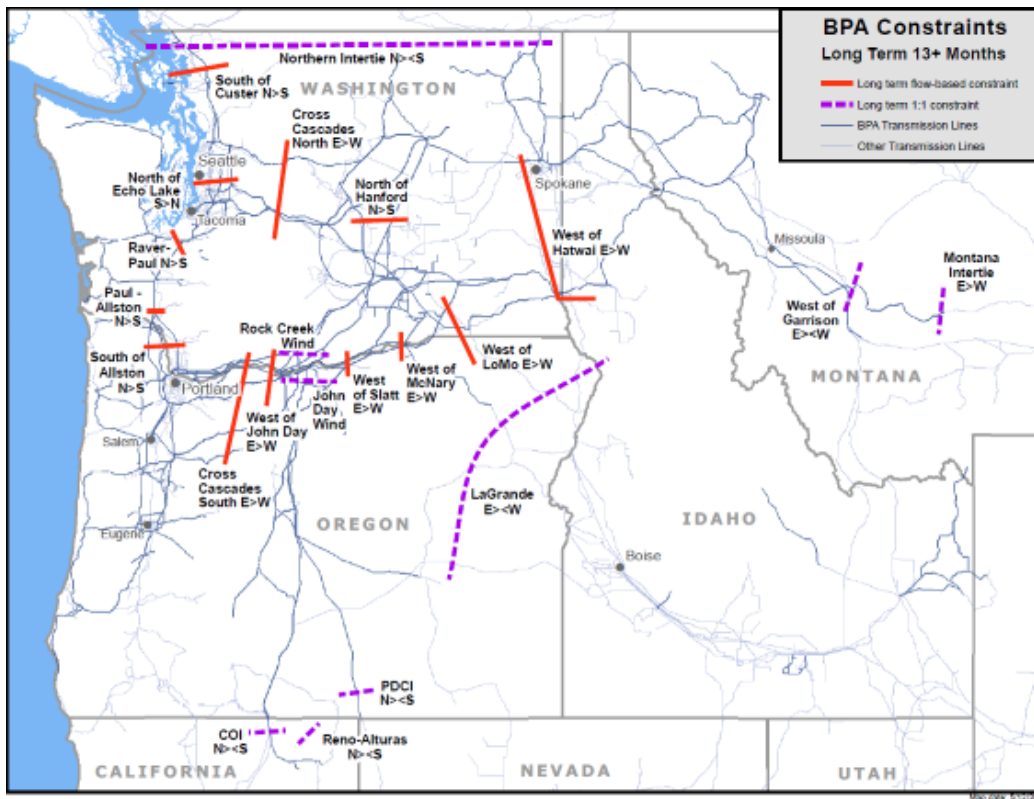 BPA Constraints
Long Term 13+ Months
Long term flow-based constraint
Long term 1:1 constraint
BPA Transmission Lines
Other Transmission Lines
Northern Intertie N><S
South of
Custer N>S
WASHINGTON
Cross
Cascades
North E>W
Seattle
North of
Echo Lake
S>N
North of
Hanford
N>S
Spokane
Tacoma
Raver-
Paul N>S
West of
Hatwai E>W
Missoula
Montana
Intertie
E>W
Paul -
Allston
N>S
West of
Garrison
E><W
Rock Creek
Wind
South of
Allston
N>S
West of
LoMo E>W
West of
McNary
E>W
West
of Slatt
E>W
John
Day
Wind
MONTANA
Portland
West of
John Day
E>W
Salem
Cross
Cascades
South E>W
LaGrande
E><W
OREGON
IDAHO
Eugene
Boise
PDCI
N><S
COI
N><S
Reno-Alturas
N><S
CALIFORNIA
NEVADA
UTAH